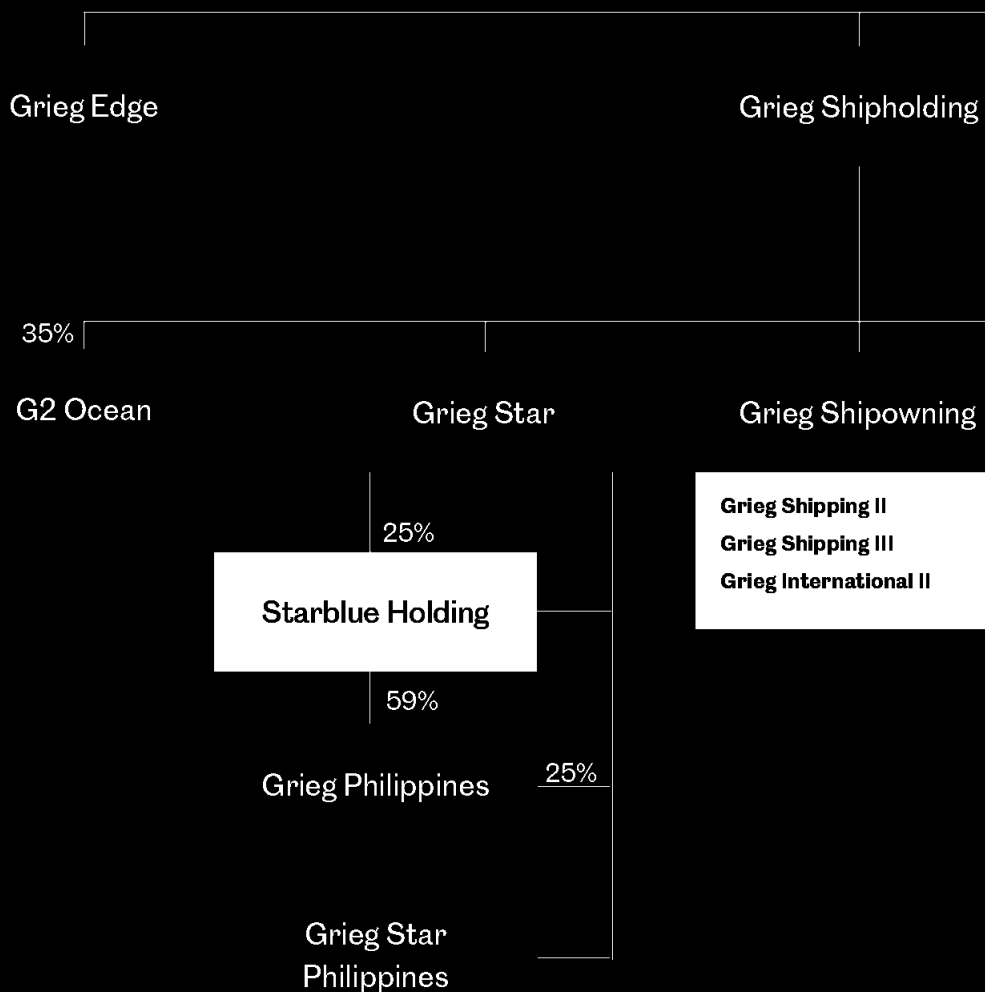 Grieg Edge
Grieg Shipholding
35%
G2 Ocean
Grieg Star
Grieg Shipowning
25%
Starblue Holding
59%
Grieg Philippines
25%
Grieg Star
Philippines
Grieg Shipping II
Grieg Shipping III
Grieg International II